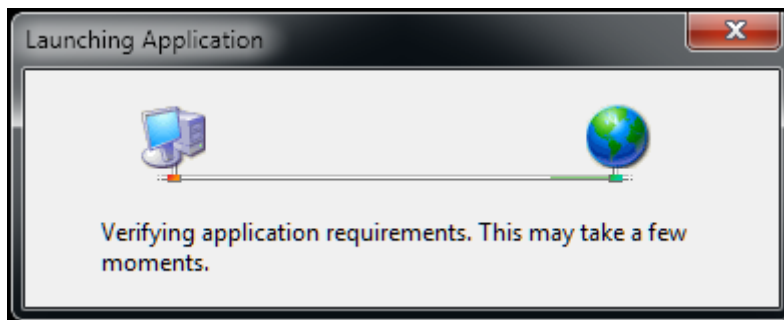 Launching Application
Verifying application requirements. This may take a few
moments.